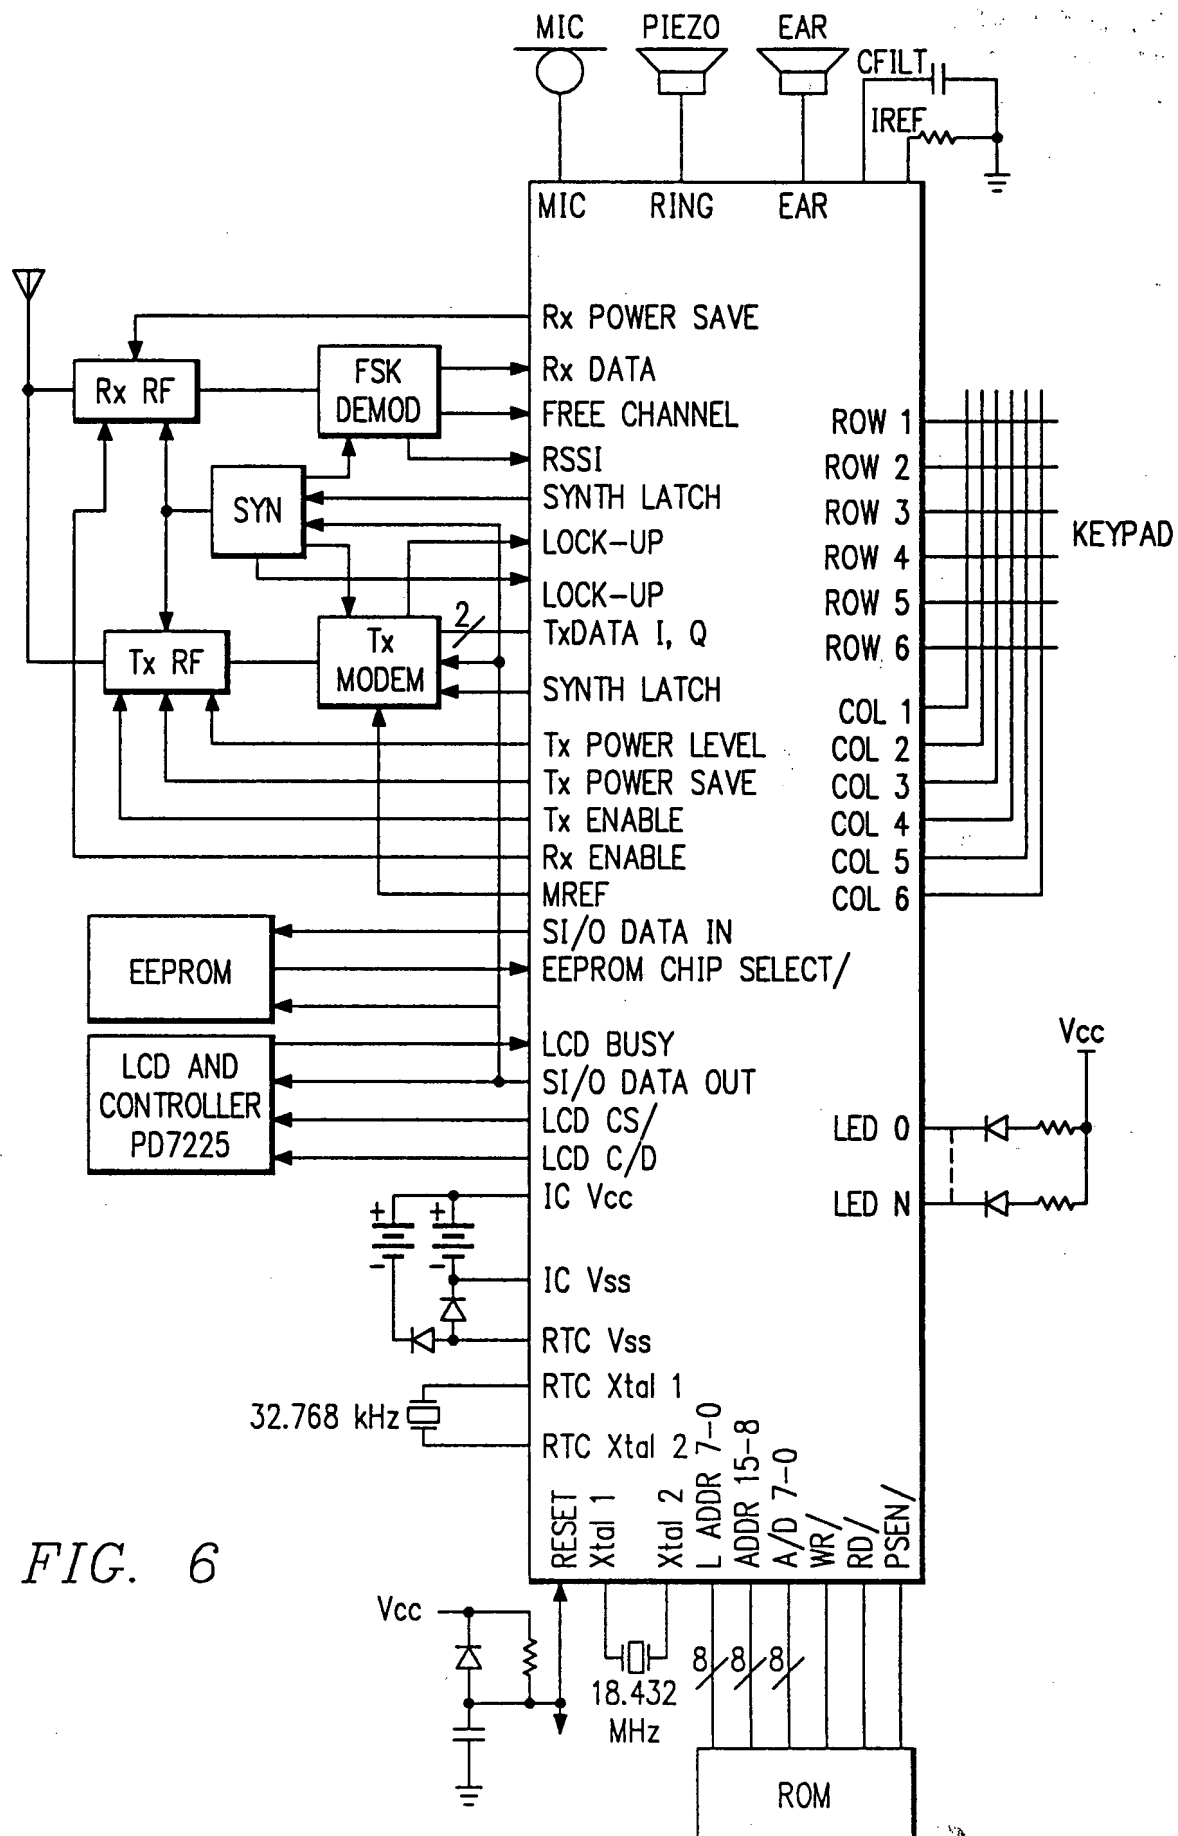 MIC PIEZO EAR
CFILT
IREF
MIC RING EAR
Rx POWER SAVE
Rx RF
FSK
DEMOD
Rx DATA
FREE CHANNEL
RSSI
SYN
SYNTH LATCH
LOCK-UP
LOCK-UP
2
TxDATA I, Q
Tx RF
Tx
MODEM
SYNTH LATCH
Tx POWER LEVEL
Tx POWER SAVE
Tx ENABLE
Rx ENABLE
MREF
ROW 1
ROW 2
ROW 3
ROW 4
ROW 5
ROW 6
KEYPAD
COL 1
COL 2
COL 3
COL 4
COL 5
COL 6
EEPROM
SI/O DATA IN
EEPROM CHIP SELECT/
LCD AND
CONTROLLER
PD7225
LCD BUSY
SI/O DATA OUT
LCD CS/
LCD C/D
Vcc
LED 0
LED N
IC Vcc
+ +
- -
IC Vss
RTC Vss
32.768 kHz
RTC Xtal 1
RTC Xtal 2
RESET
Xtal 1
Xtal 2
L ADDR 7-0
ADDR 15-8
A/D 7-0
WR/
RD/
PSEN/
FIG. 6
Vcc
18.432
MHz
8 8 8
ROM